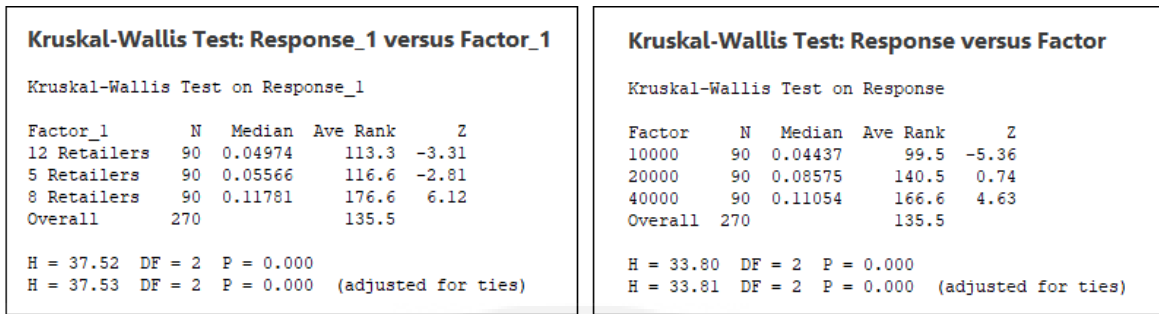 Kruskal-Wallis Test: Response_1 versus Factor_1
Kruskal-Wallis Test on Response_1
Factor_1 N Median Ave Rank Z
12 Retailers 90 0.04974 113.3 -3.31
5 Retailers 90 0.05566 116.6 -2.81
8 Retailers 90 0.11781 176.6 6.12
Overall 270 135.5
H = 37.52 DF = 2 P = 0.000
H = 37.53 DF = 2 P = 0.000 (adjusted for ties)
Kruskal-Wallis Test: Response versus Factor
Kruskal-Wallis Test on Response
Factor N Median Ave Rank Z
10000 90 0.04437 99.5 -5.36
20000 90 0.08575 140.5 0.74
40000 90 0.11054 166.6 4.63
Overall 270 135.5
H = 33.80 DF = 2 P = 0.000
H = 33.81 DF = 2 P = 0.000 (adjusted for ties)